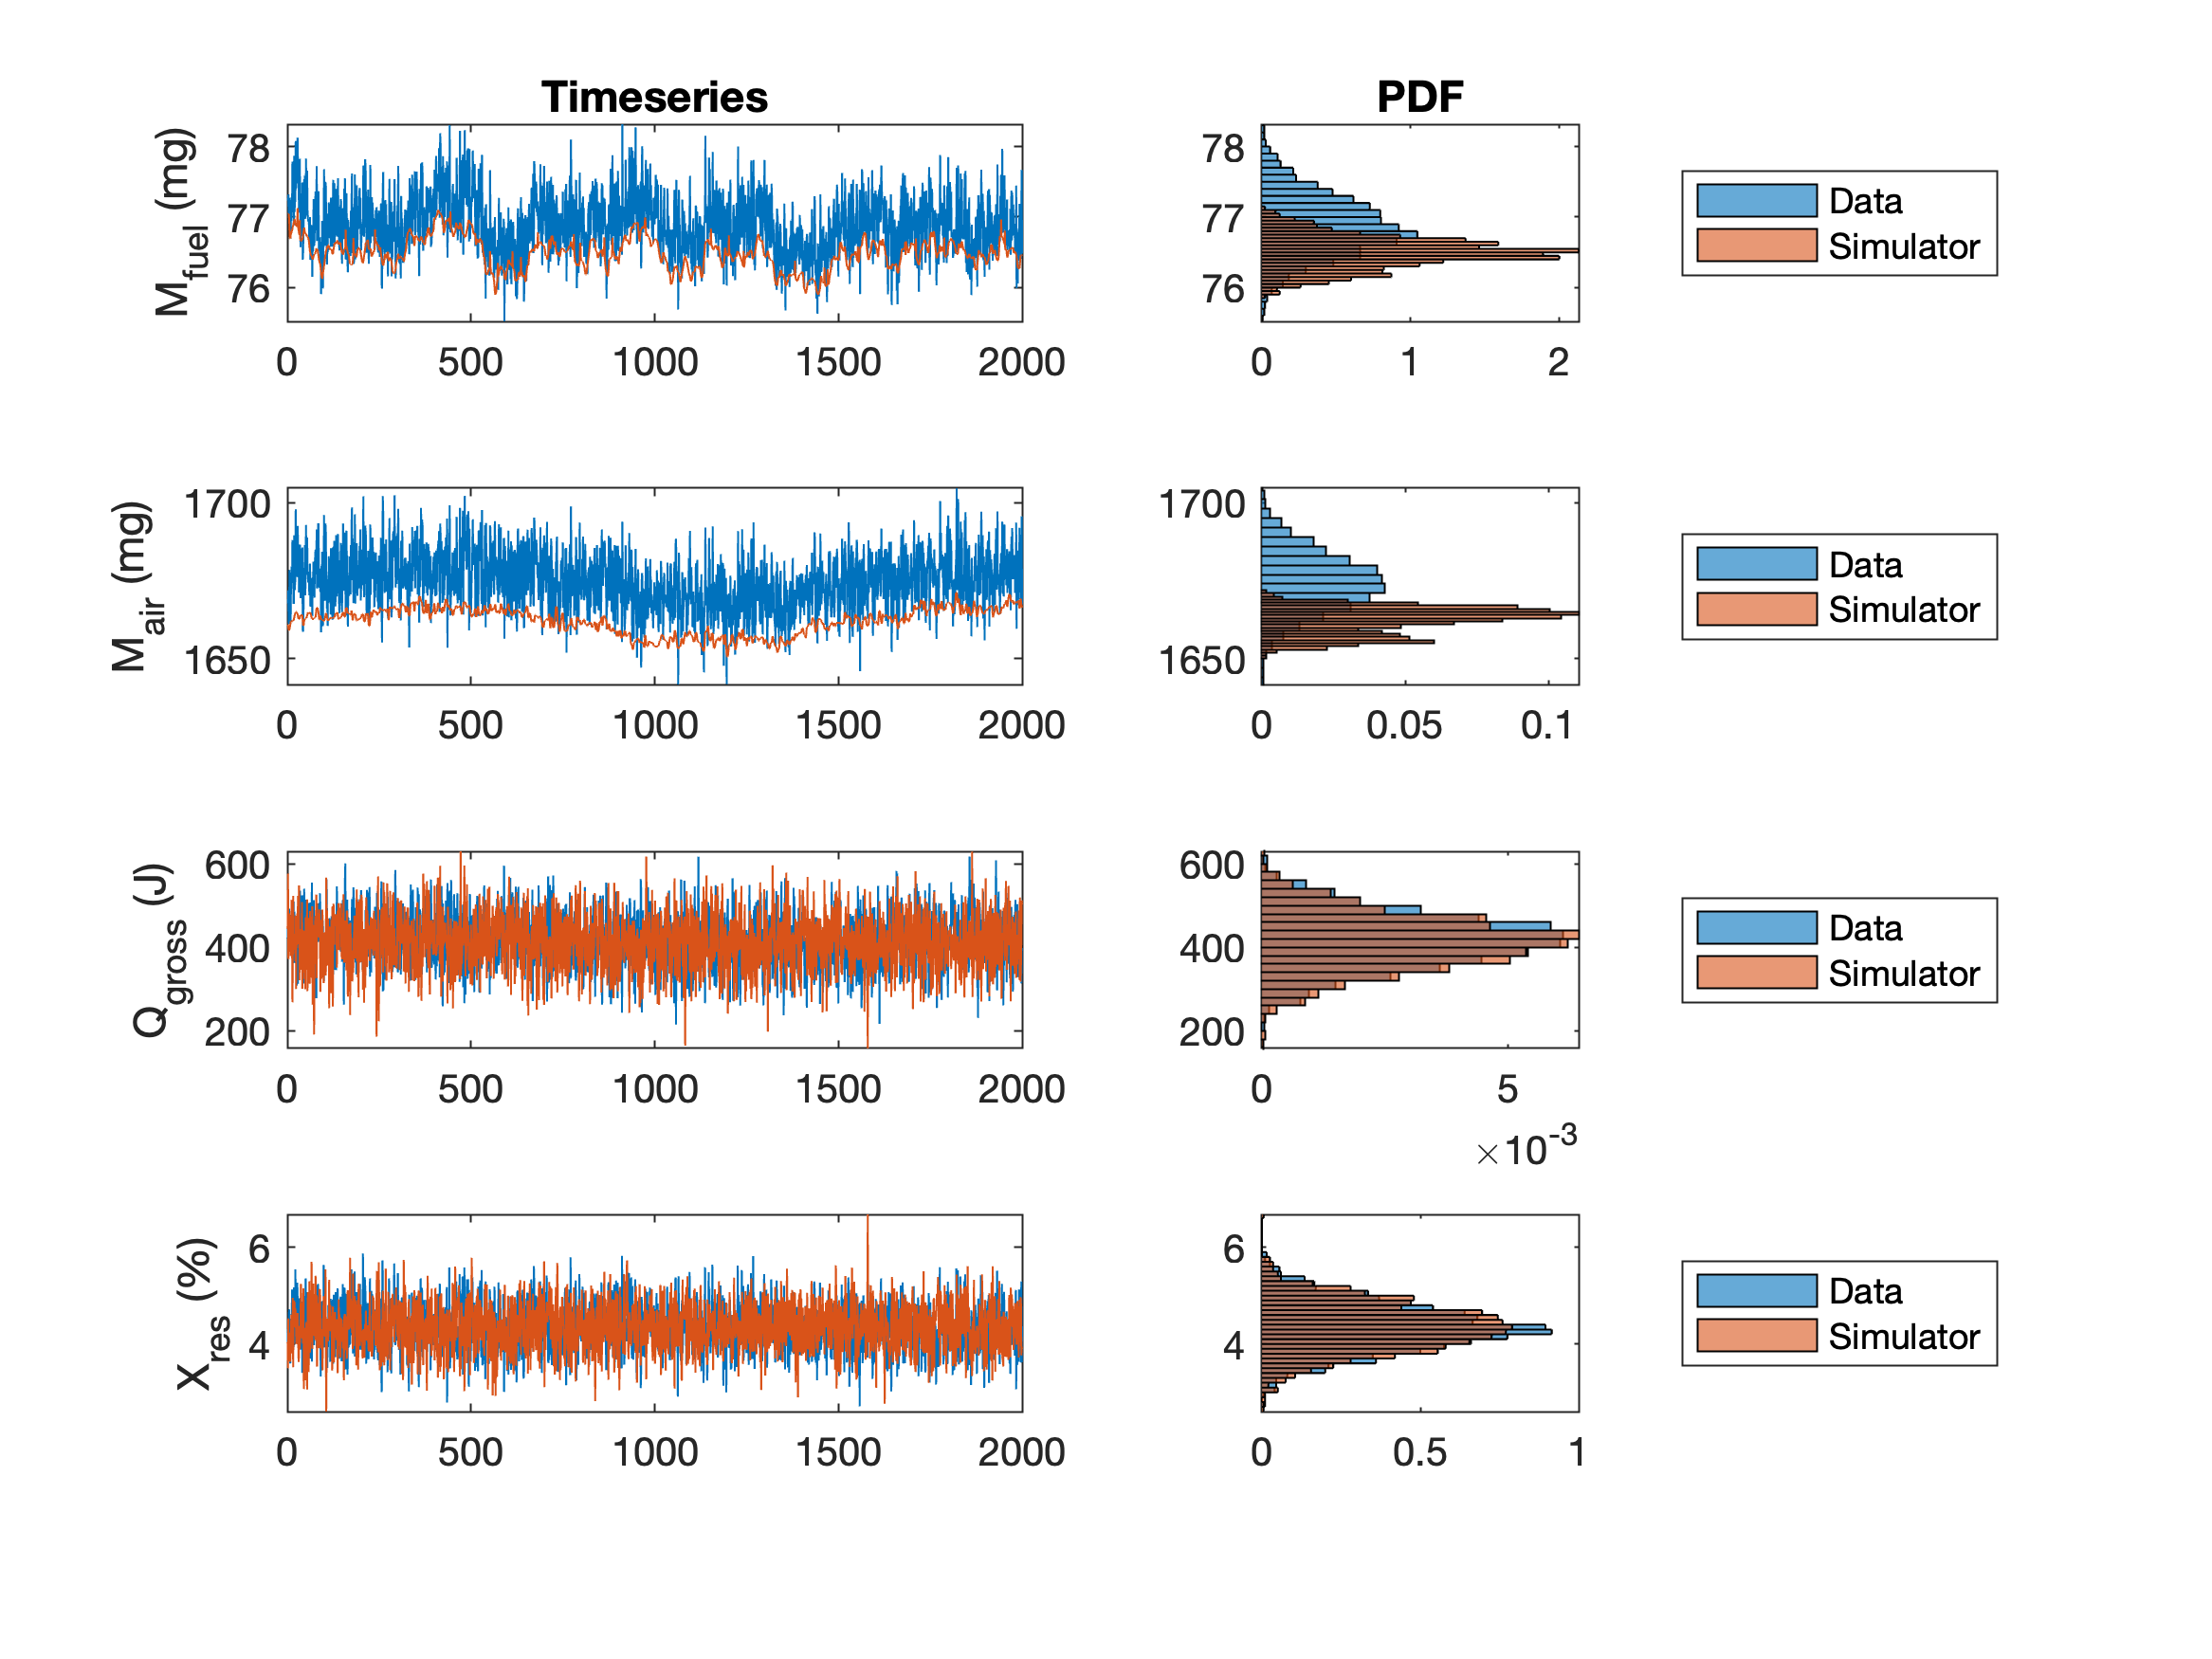 Timeseries PDF
M_fuel (mg)
78
77
76
0 500 1000 1500 2000
78
77
76
0 1 2
Data
Simulator
M_air (mg)
1700
1650
0 500 1000 1500 2000
1700
1650
0 0.05 0.1
Data
Simulator
Q_gross (J)
600
400
200
0 500 1000 1500 2000
600
400
200
0 5
×10^-3
Data
Simulator
X_res (%)
6
4
0 500 1000 1500 2000
6
4
0 0.5 1
Data
Simulator